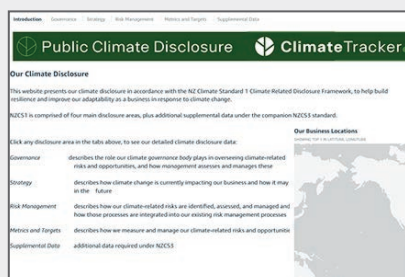 Introduction Governance Strategy Risk Management Metrics and Targets Supplemental Data
Public Climate Disclosure ClimateTracker
Our Climate Disclosure
This website presents our climate disclosure in accordance with the NZ Climate Standard 1 Climate Related Disclosure Framework, to help build
resilience and improve our adaptability as a business in response to climate change.
NZCS1 is comprised of four main disclosure areas, plus additional supplemental data under the companion NZCS3 standard.
Our Business Locations
Click any disclosure area in the tabs above, to see our detailed climate disclosure data:
Governance describes the role our climate governance body plays in overseeing climate-related
risks and opportunities, and how management assesses and manages these
Strategy describes how climate change is currently impacting our business and how it may
in the future
Risk Management describes how our climate-related risks are identified, assessed, and managed and
how those processes are integrated into our existing risk management processes
Metrics and Targets describes how we measure and manage our climate-related risks and opportunitie
Supplemental Data additional data required under NZCS3